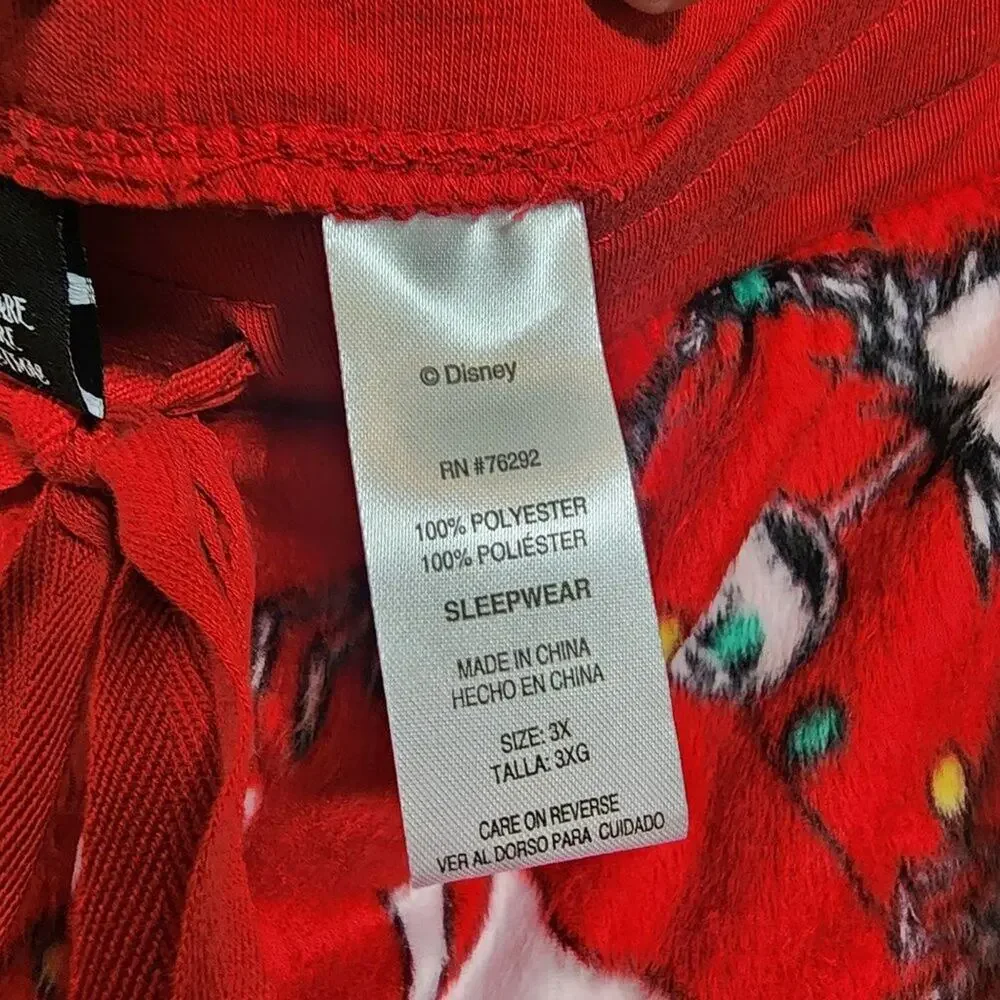 © Disney
RN #76292
100% POLYESTER
100% POLIÉSTER
SLEEPWEAR
MADE IN CHINA
HECHO EN CHINA
SIZE: 3X
TALLA: 3XG
CARE ON REVERSE
VER AL DORSO PARA CUIDADO